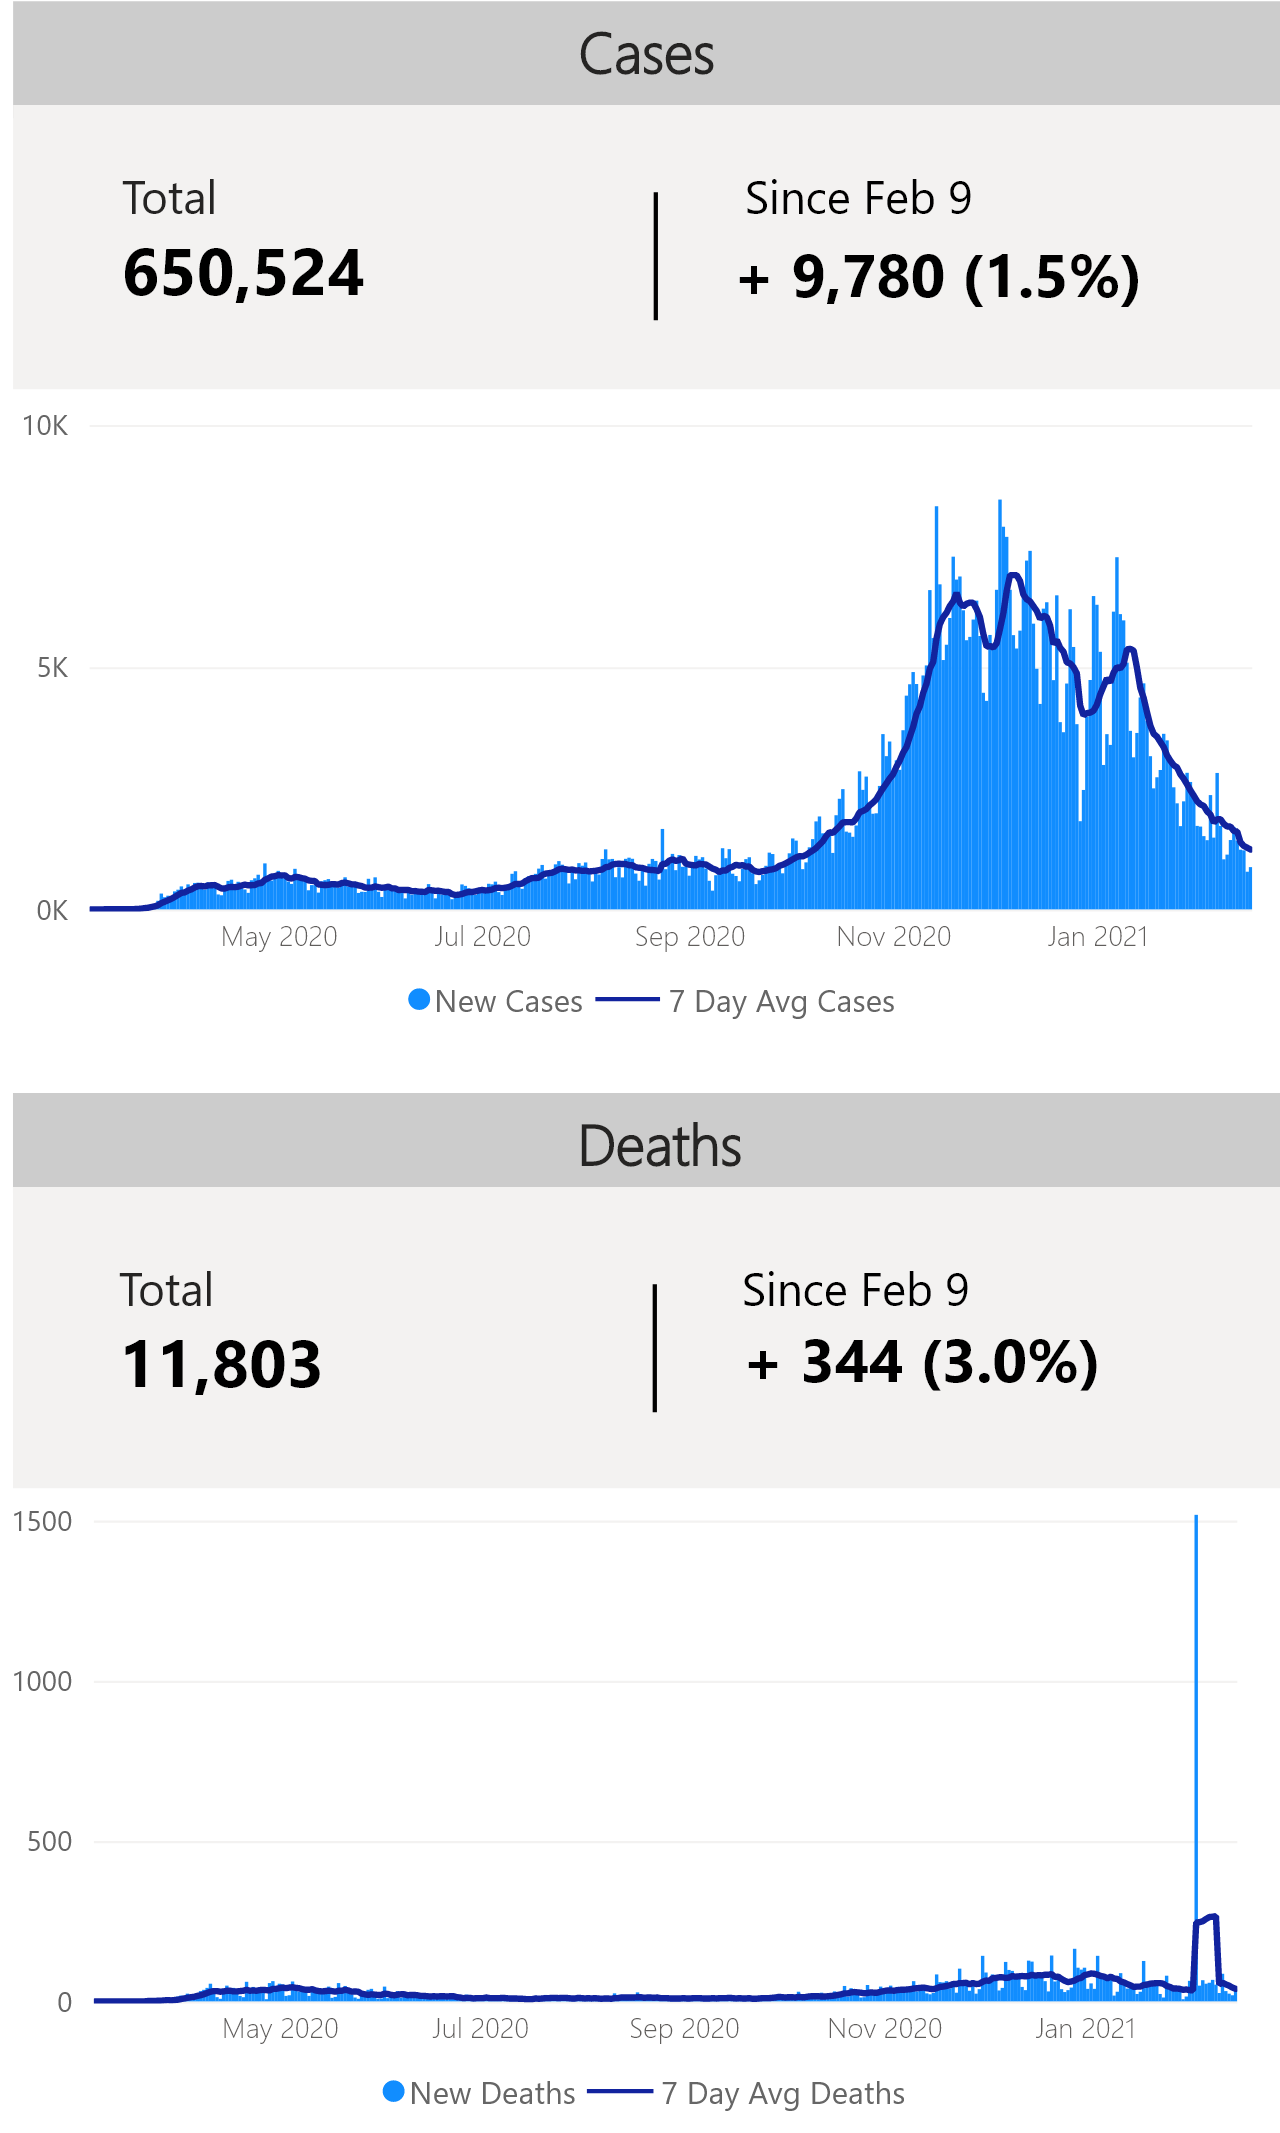 Cases
Total
Since Feb 9
650,524
+ 9,780 (1.5%)
10K
5K
0K
May 2020
Jul 2020
Sep 2020
Nov 2020
Jan 2021
New Cases
7 Day Avg Cases
Deaths
Total
Since Feb 9
11,803
+ 344 (3.0%)
1500
1000
500
0
May 2020
Jul 2020
Sep 2020
Nov 2020
Jan 2021
New Deaths
7 Day Avg Deaths